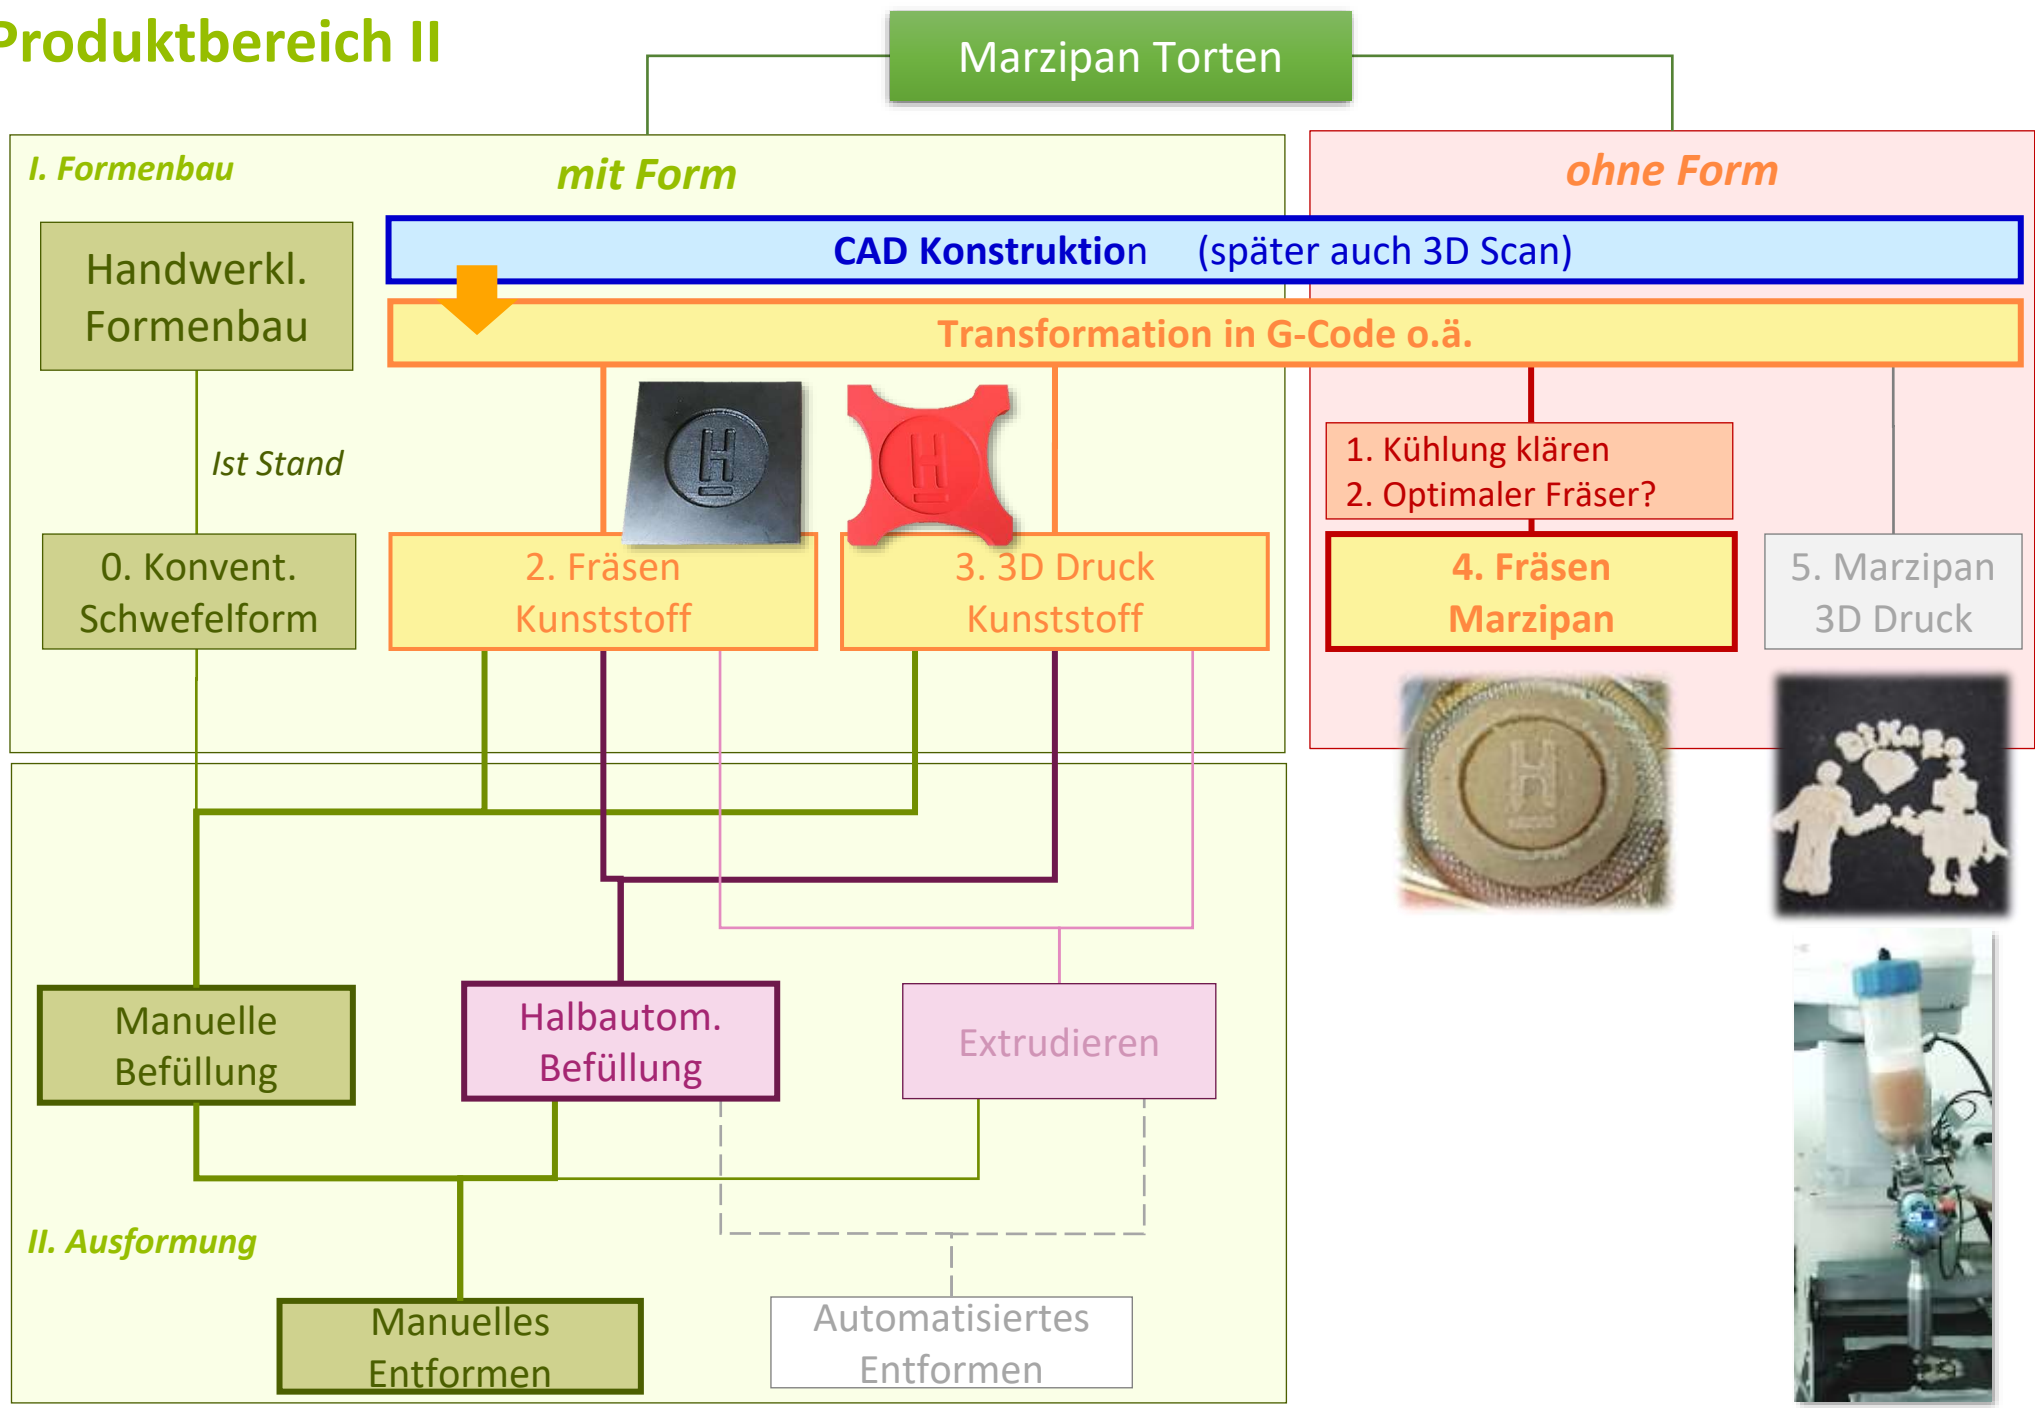 Produktbereich II
Marzipan Torten
I. Formenbau
mit Form
ohne Form
Handwerkl.
Formenbau
CAD Konstruktion (später auch 3D Scan)
Transformation in G-Code o.ä.
Ist Stand
H
H
1. Kühlung klären
2. Optimaler Fräser?
0. Konvent.
Schwefelform
2. Fräsen
Kunststoff
3. 3D Druck
Kunststoff
4. Fräsen
Marzipan
5. Marzipan
3D Druck
H
Manuelle
Befüllung
Halbautom.
Befüllung
Extrudieren
II. Ausformung
Manuelles
Entformen
Automatisiertes
Entformen